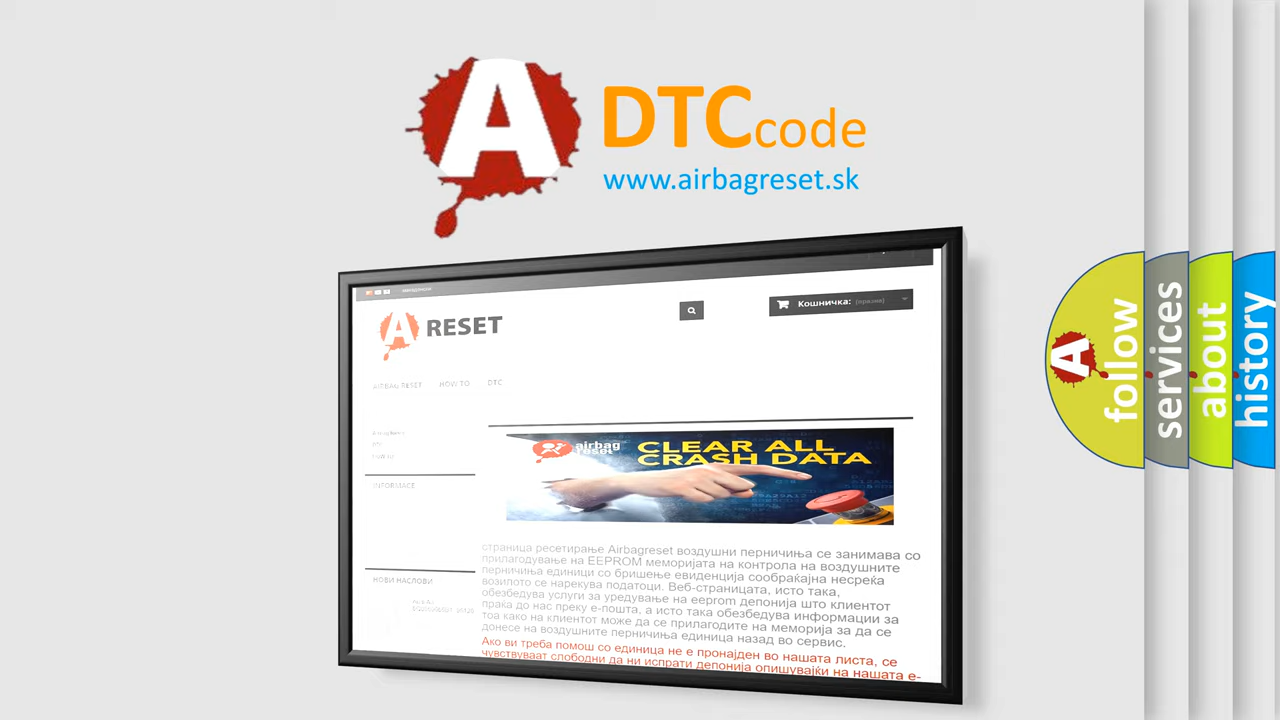 A
DTC code
www.airbagreset.sk
A RESET
Кошничка: (празна)
AIRBAG RESET HOW TO DTC
INFORMACE
airbag
reset
CLEAR ALL
CRASH DATA
страница ресетирање Airbagreset воздушни перничиња се занимава со
прилагодување на EEPROM меморијата на контрола на воздушните
перничиња единици со бришење евиденција сообраќајна несреќа
возилото се нарекува податоци. Веб-страницата, исто така,
обезбедува услуги за уредување на eeprom депонија што клиентот
праќа до нас преку е-пошта, а исто така обезбедува информации за
тоа како на клиентот може да се прилагодите на меморија за да се
донесе на воздушните перничиња единица назад во сервис.
Ако ви треба помош со единица не е пронајден во нашата листа, се
чувствуваат слободни да ни испрати депонија опишувајќи на нашата е-
НОВИ НАСЛОВИ
A
follow
services
about
history